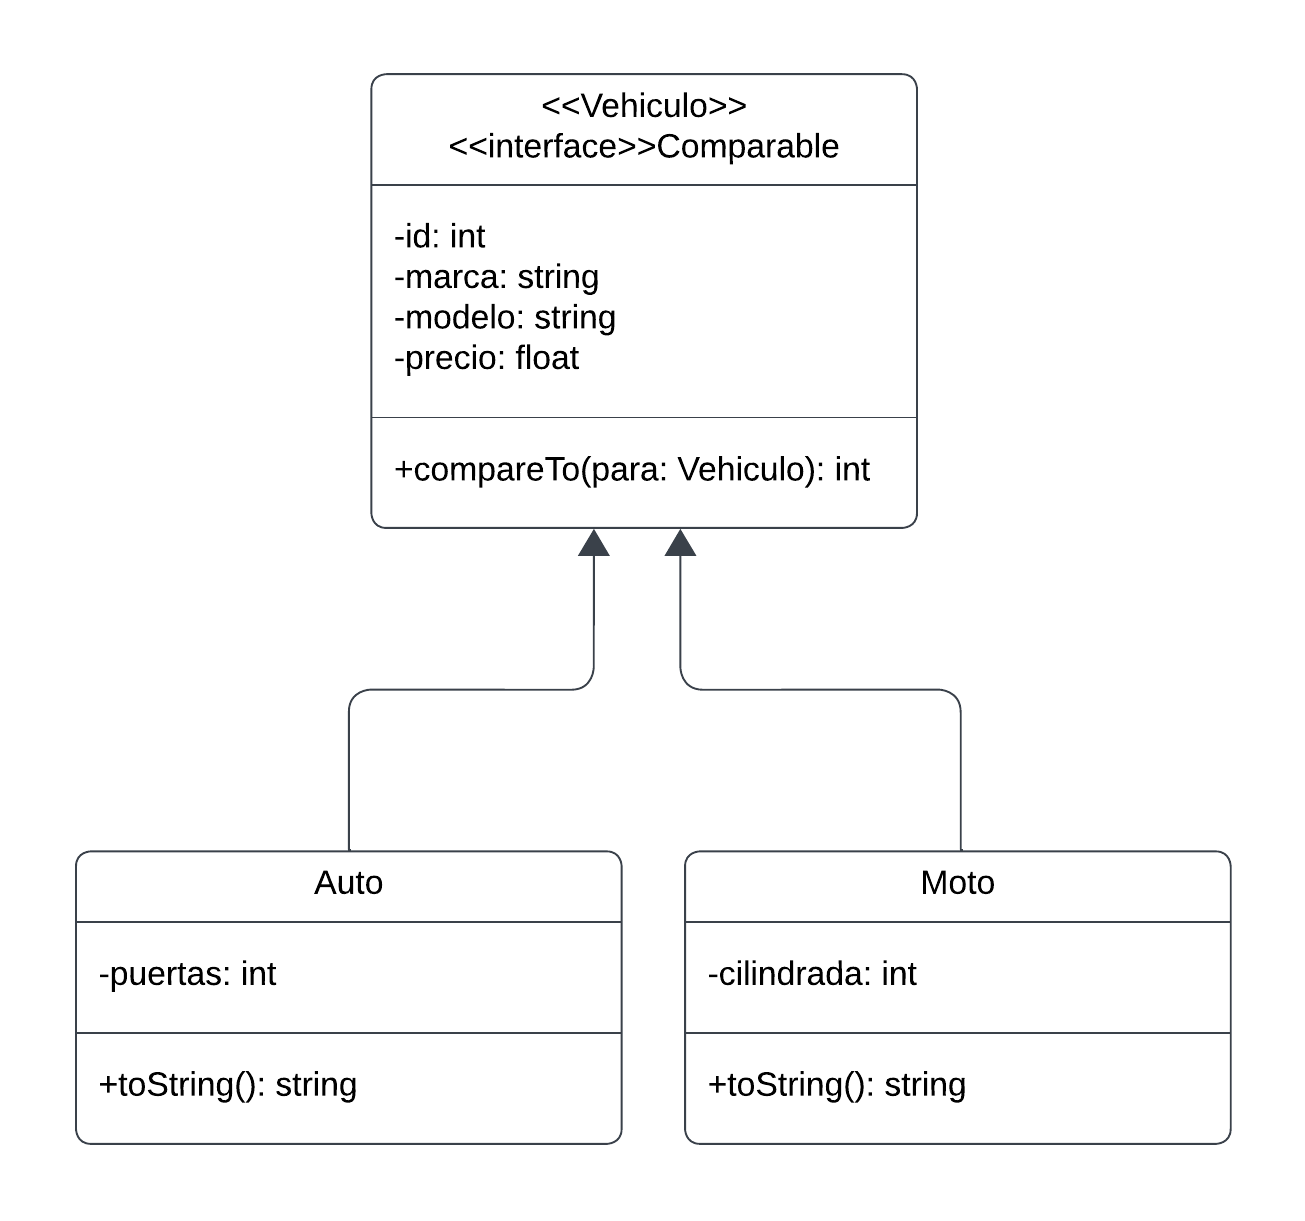 <<Vehiculo>>
<<interface>>Comparable
-id: int
-marca: string
-modelo: string
-precio: float
+compareTo(para: Vehiculo): int
Auto
-puertas: int
+toString(): string
Moto
-cilindrada: int
+toString(): string